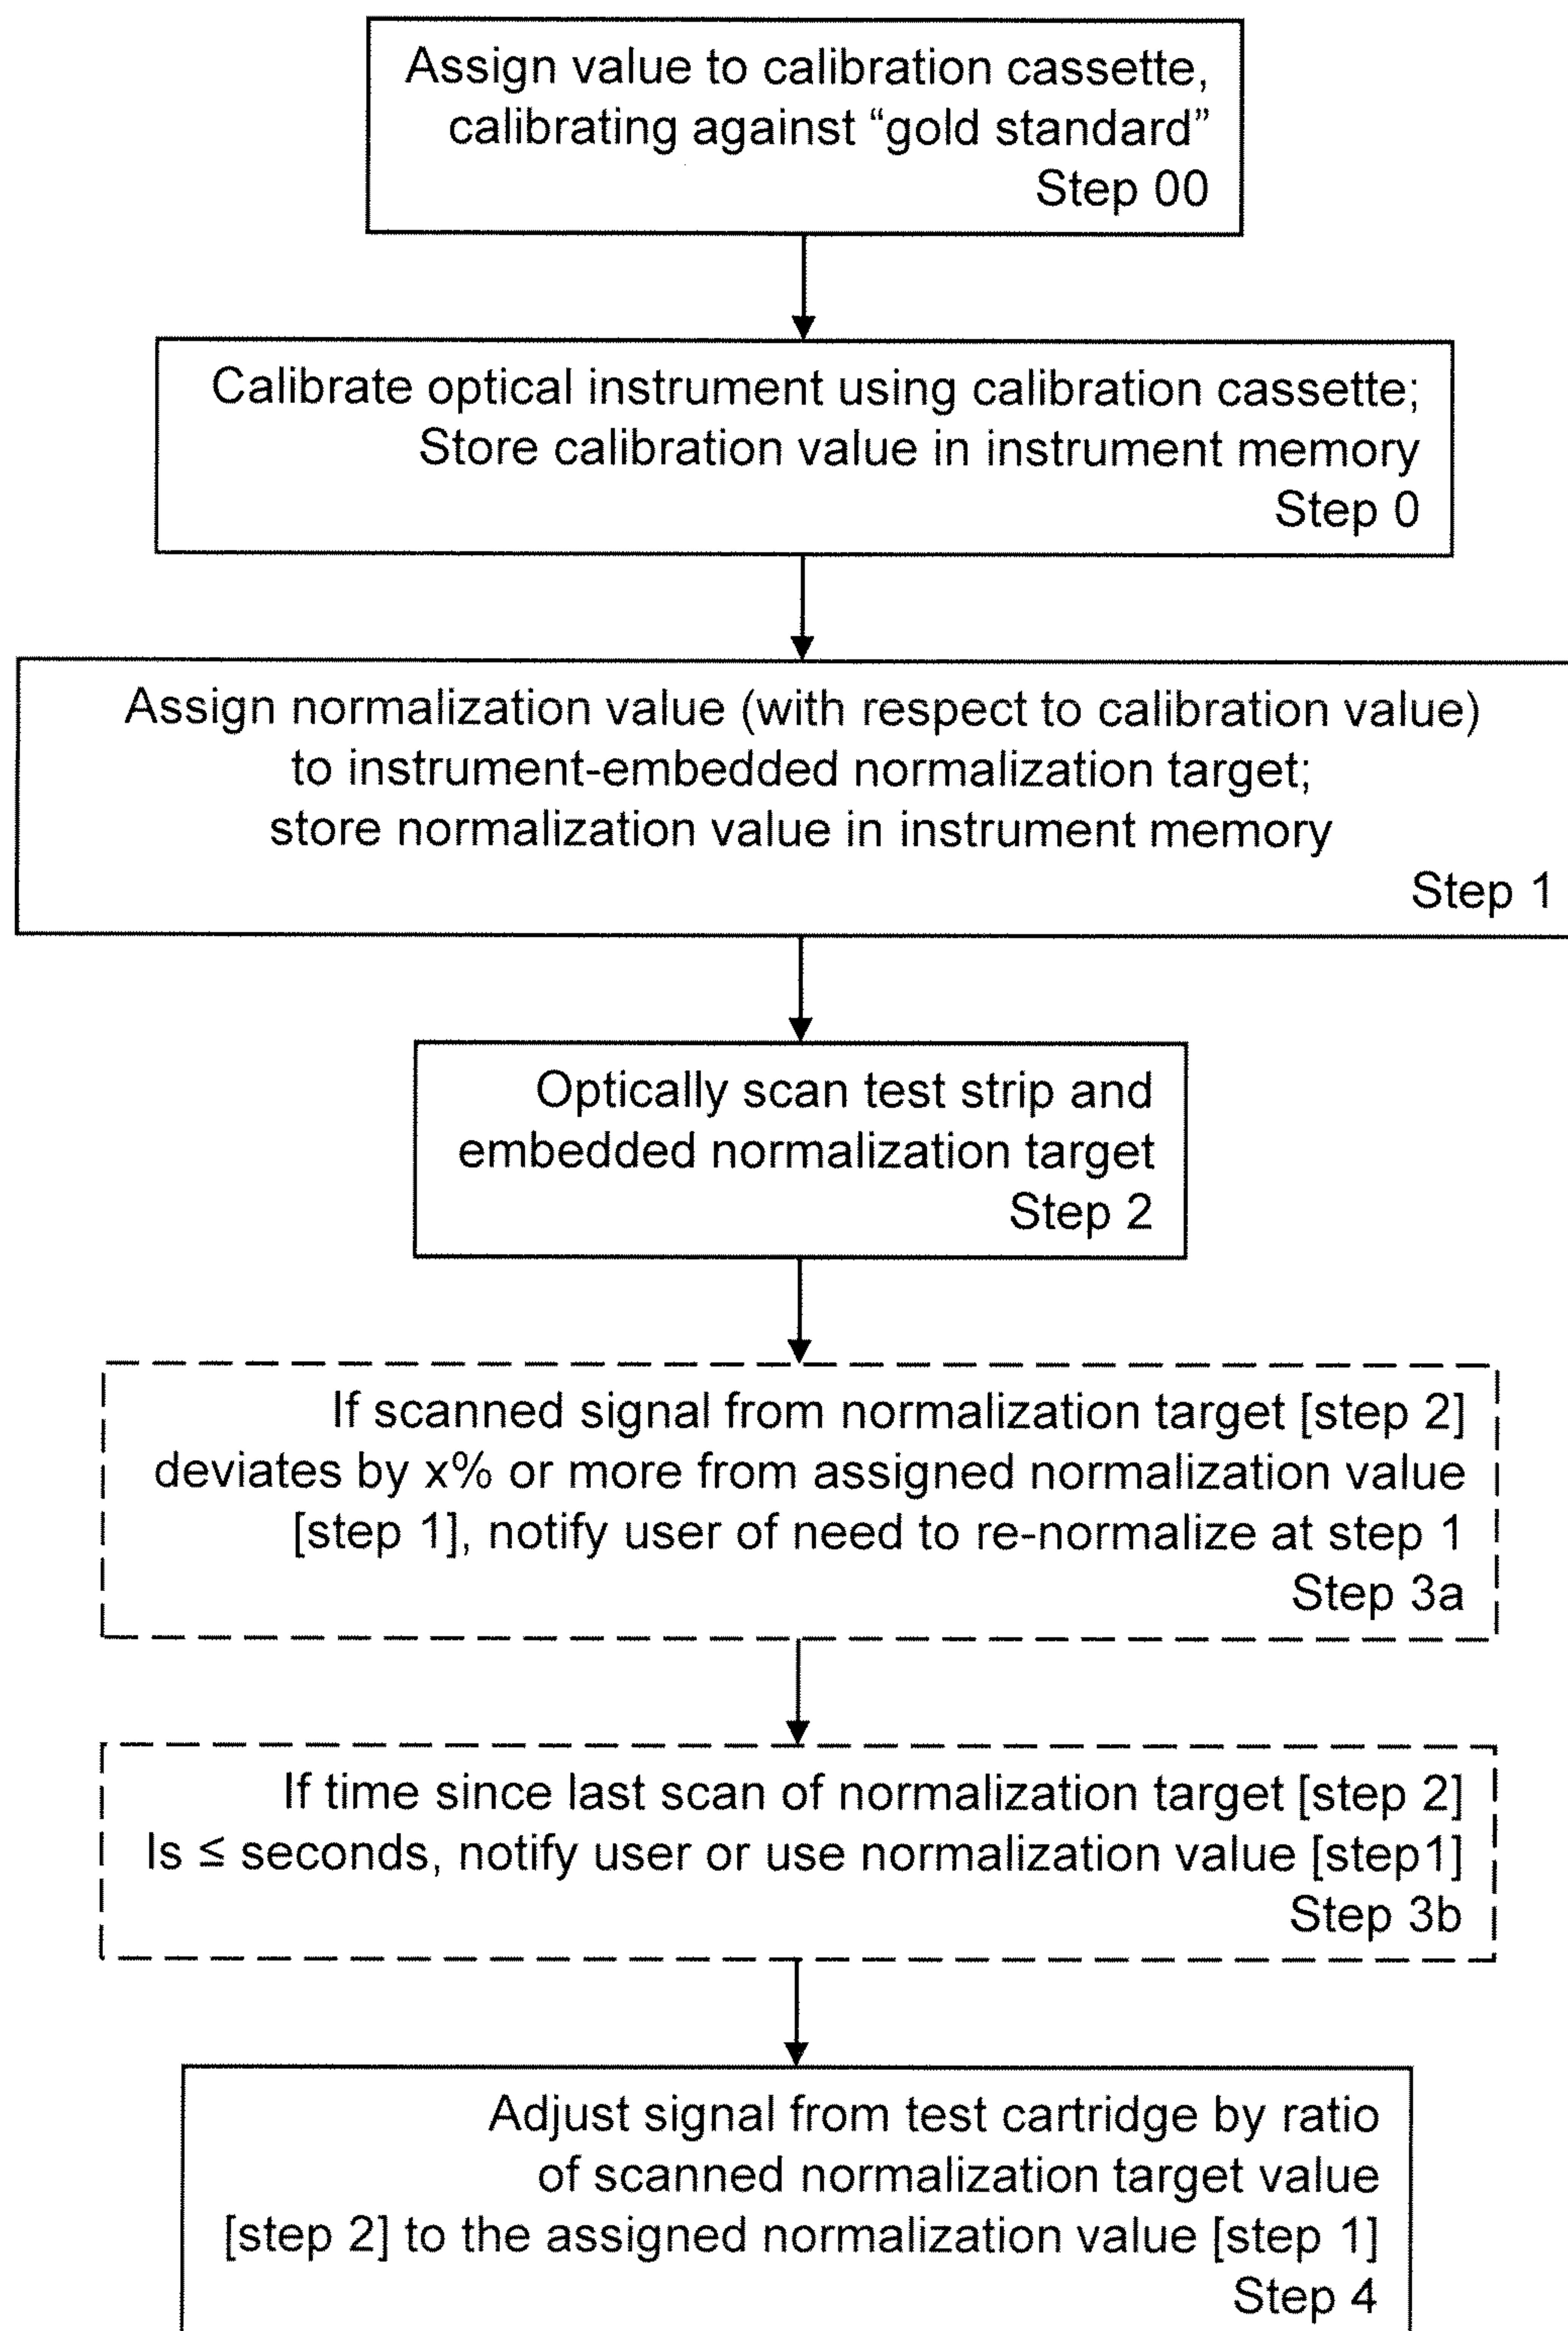 Assign value to calibration cassette,
calibrating against “gold standard”
Step 00
Calibrate optical instrument using calibration cassette;
Store calibration value in instrument memory
Step 0
Assign normalization value (with respect to calibration value)
to instrument-embedded normalization target;
store normalization value in instrument memory
Step 1
Optically scan test strip and
embedded normalization target
Step 2
If scanned signal from normalization target [step 2]
deviates by x% or more from assigned normalization value
[step 1], notify user of need to re-normalize at step 1
Step 3a
If time since last scan of normalization target [step 2]
Is ≤ seconds, notify user or use normalization value [step1]
Step 3b
Adjust signal from test cartridge by ratio
of scanned normalization target value
[step 2] to the assigned normalization value [step 1]
Step 4